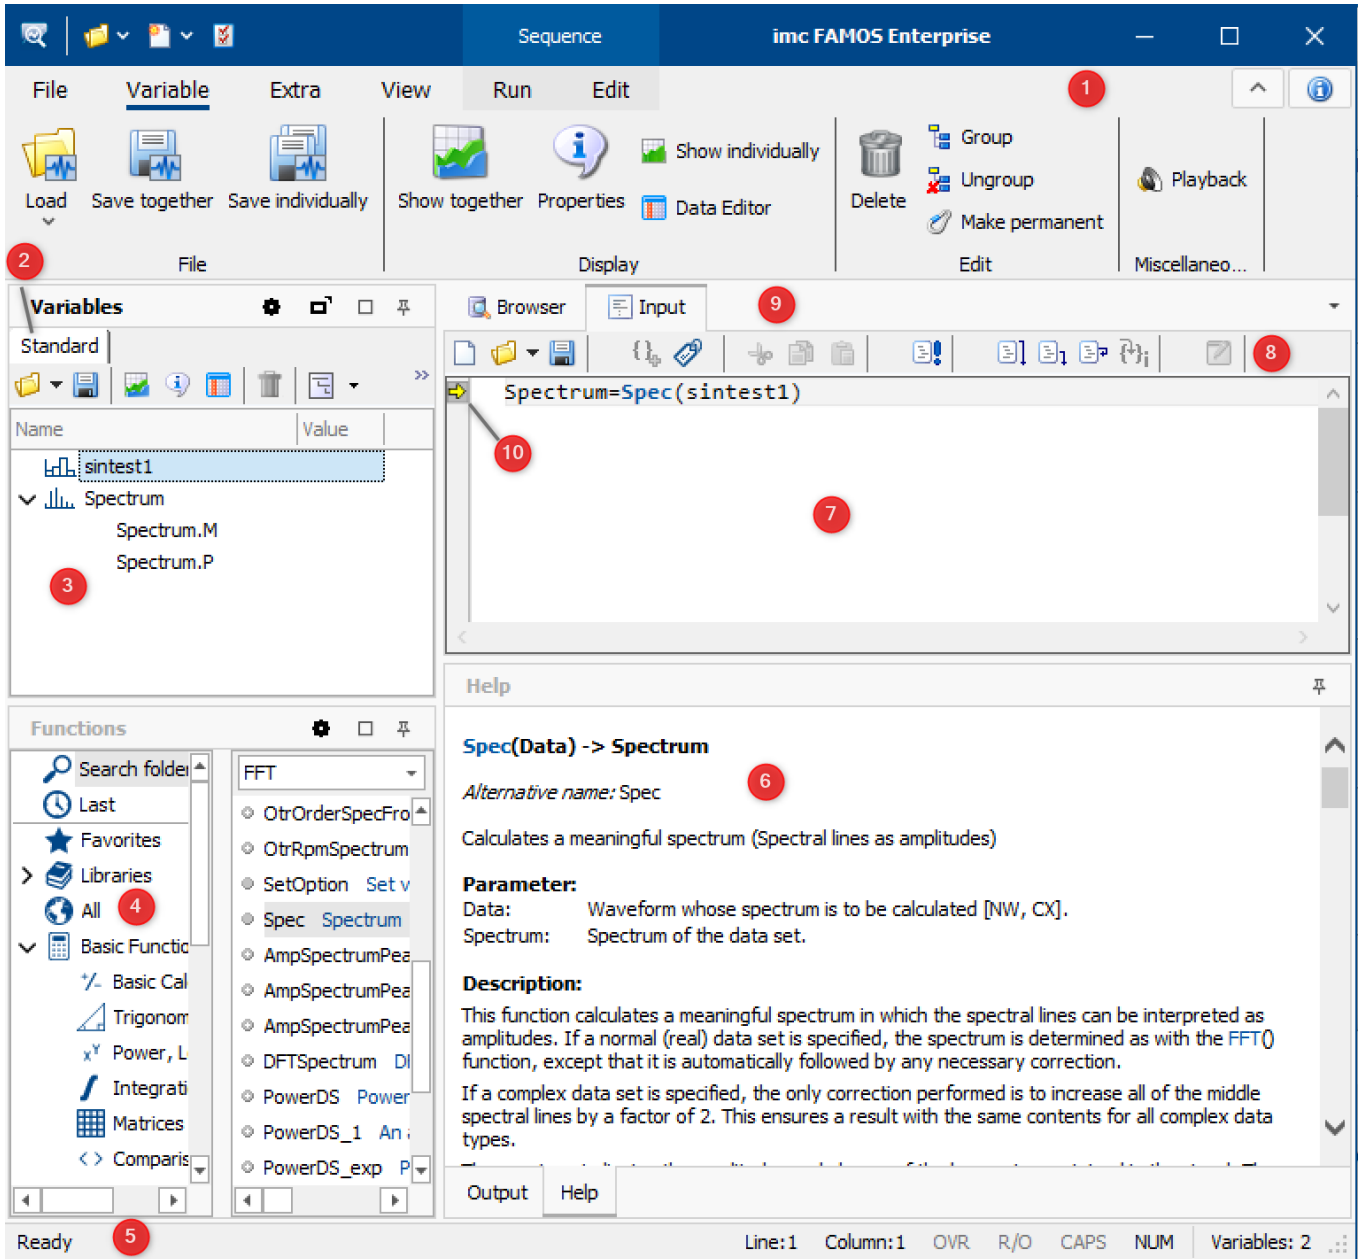 Sequence
imc FAMOS Enterprise
File Variable Extra View Run Edit
1
Load Save together Save individually
File
Show together Properties Show individually
Data Editor
Display
Delete Group
Ungroup
Make permanent
Edit
Playback
Miscellaneo...
2
Variables
Standard
Name Value
sintest1
Spectrum
Spectrum.M
Spectrum.P
3
Browser Input
9
8
Spectrum=Spec(sintest1)
10
7
Functions
Search folder
Last
Favorites
Libraries
All
4
Basic Functio
Basic Cal
Trigonom
Power, L
Integrati
Matrices
Comparis
FFT
OtrOrderSpecFro
OtrRpmSpectrum
SetOption Set v
Spec Spectrum
AmpSpectrumPea
AmpSpectrumPea
AmpSpectrumPea
DFTSpectrum
PowerDS Power
PowerDS_1 An
PowerDS_exp P
Help
Spec(Data) -> Spectrum
6
Alternative name: Spec
Calculates a meaningful spectrum (Spectral lines as amplitudes)
Parameter:
Data: Waveform whose spectrum is to be calculated [NW, CX].
Spectrum: Spectrum of the data set.
Description:
This function calculates a meaningful spectrum in which the spectral lines can be interpreted as
amplitudes. If a normal (real) data set is specified, the spectrum is determined as with the FFT()
function, except that it is automatically followed by any necessary correction.
If a complex data set is specified, the only correction performed is to increase all of the middle
spectral lines by a factor of 2. This ensures a result with the same contents for all complex data
types.
Output Help
Ready
5
Line:1 Column:1 OVR R/O CAPS NUM Variables: 2